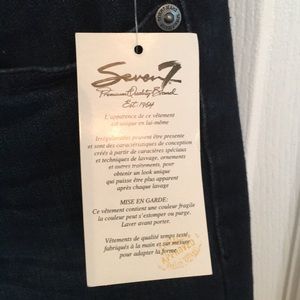 Seven7
Premium Quality Brand
Est. 1964
L'apparence de ce vêtement
est unique en lui-même
Irrégularités peuvent être présente
et sont des caractéristiques de conception
créés à partir de caractères spéciaux
et techniques de lavage, ornements
et autres traitements, pour
obtenir un look unique
qui puisse être plus apparent
après chaque lavage
MISE EN GARDE:
Ce vêtement contient une couleur fragile
la couleur peut s'estomper ou purge.
Laver avant porter.
Vêtements de qualité temps testé,
fabriqués à la main et sur mesure
pour adapter la forme
APPROVED